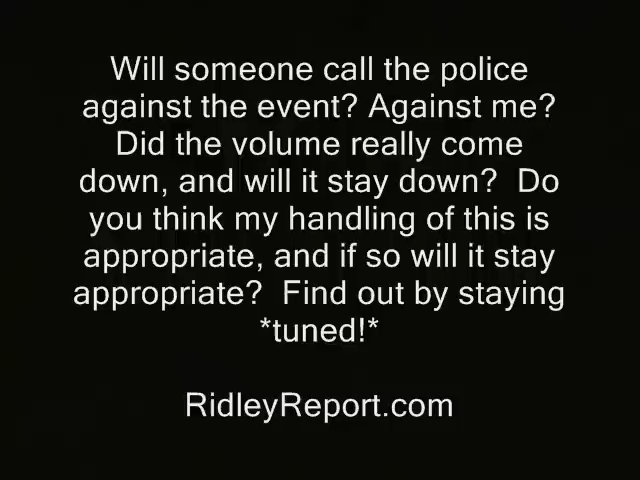 Will someone call the police
against the event? Against me?
Did the volume really come
down, and will it stay down?  Do
you think my handling of this is
appropriate, and if so will it stay
appropriate?  Find out by staying
*tuned!*
RidleyReport.com